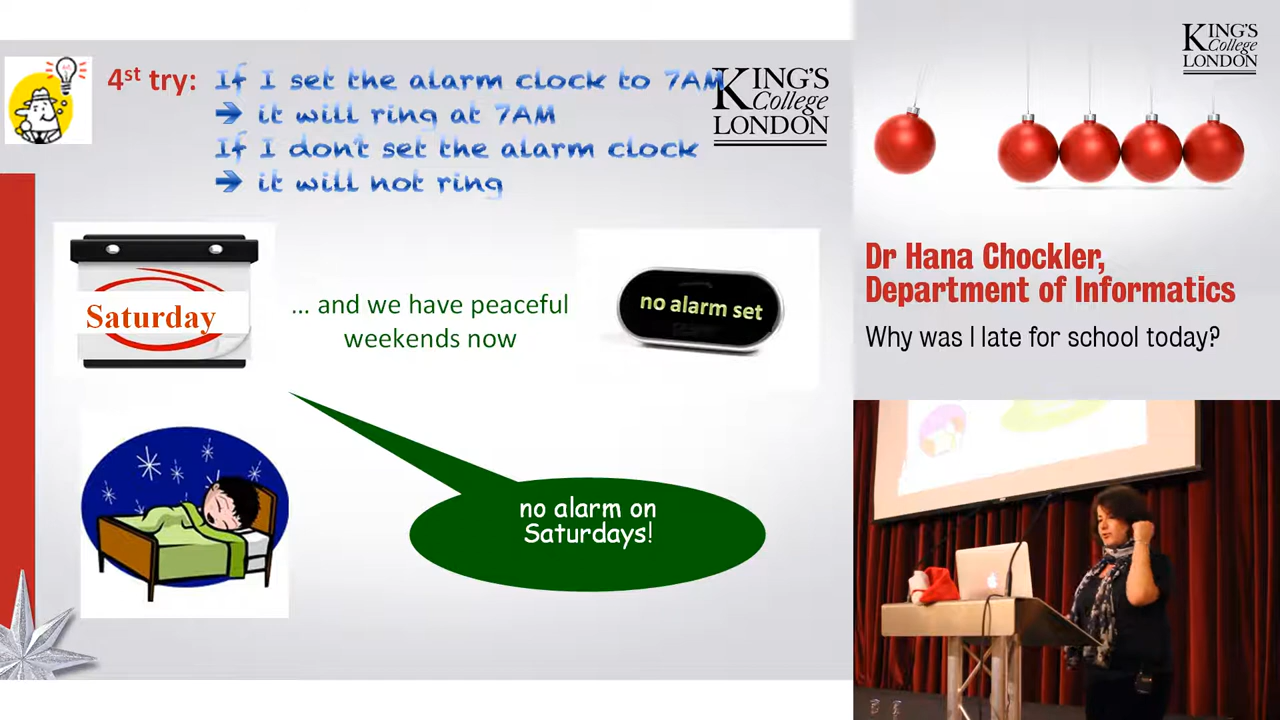 4st try: If I set the alarm clock to 7AM
→ it will ring at 7AM
If I don't set the alarm clock
→ it will not ring
KING'S
College
LONDON
Saturday
... and we have peaceful
weekends now
no alarm set
no alarm on
Saturdays!
KING'S
College
LONDON
Dr Hana Chockler,
Department of Informatics
Why was I late for school today?